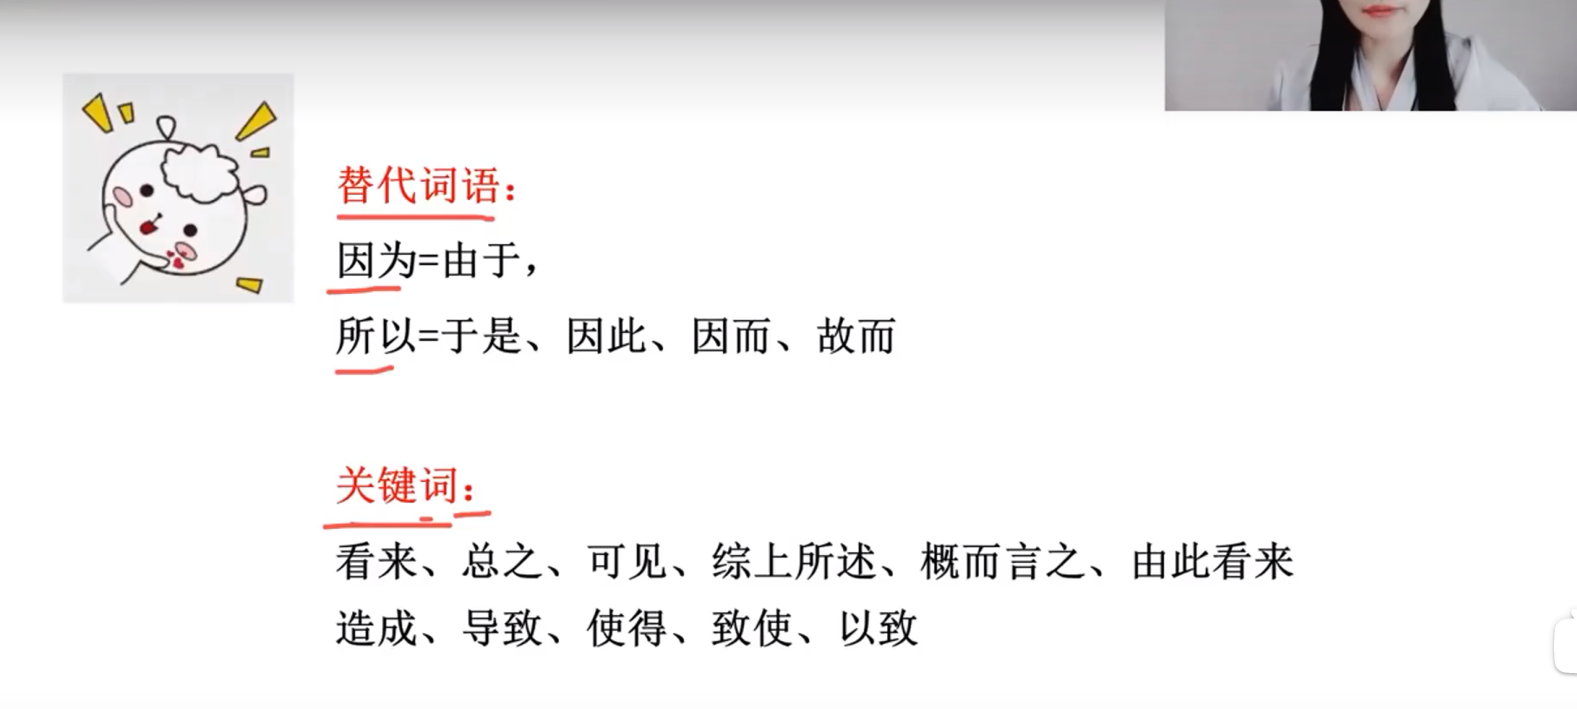 替代词语：
因为=由于，
所以=于是、因此、因而、故而
关键词：
看来、总之、可见、综上所述、概而言之、由此看来
造成、导致、使得、致使、以致